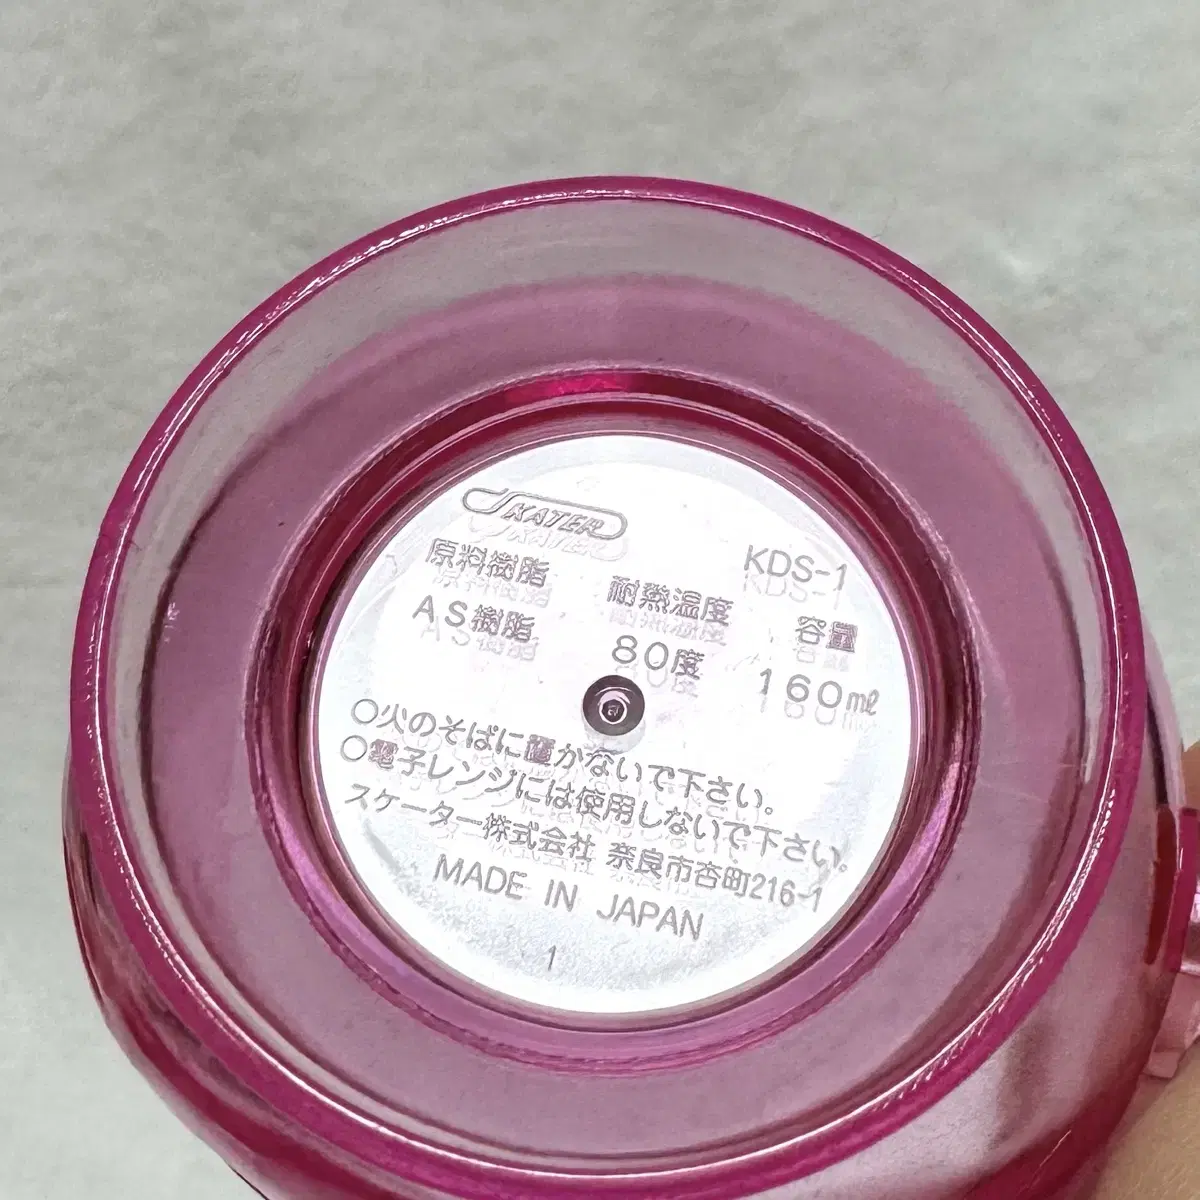 SKATER
KDS-1
原料樹脂 耐熱温度 容量
AS樹脂 80度 160ml
○火のそばに置かないで下さい。
○電子レンジには使用しないで下さい。
スケーター株式会社 奈良市杏町216-1
MADE IN JAPAN
1